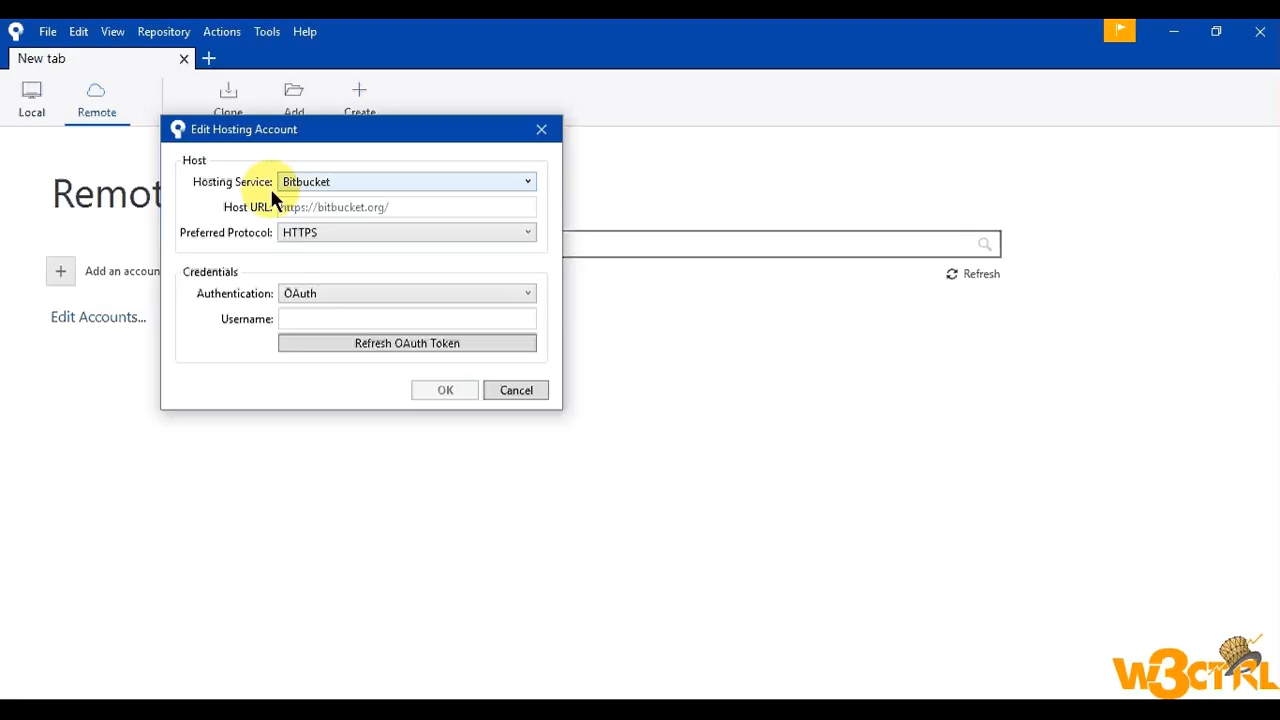 File Edit View Repository Actions Tools Help
New tab
Local Remote Clone Add Create
Edit Hosting Account
Host
Hosting Service: Bitbucket
Host URL: https://bitbucket.org/
Preferred Protocol: HTTPS
Credentials
Authentication: OAuth
Username:
Refresh OAuth Token
OK Cancel
Remot
Add an accoun
Refresh
Edit Accounts...
W3CTRL